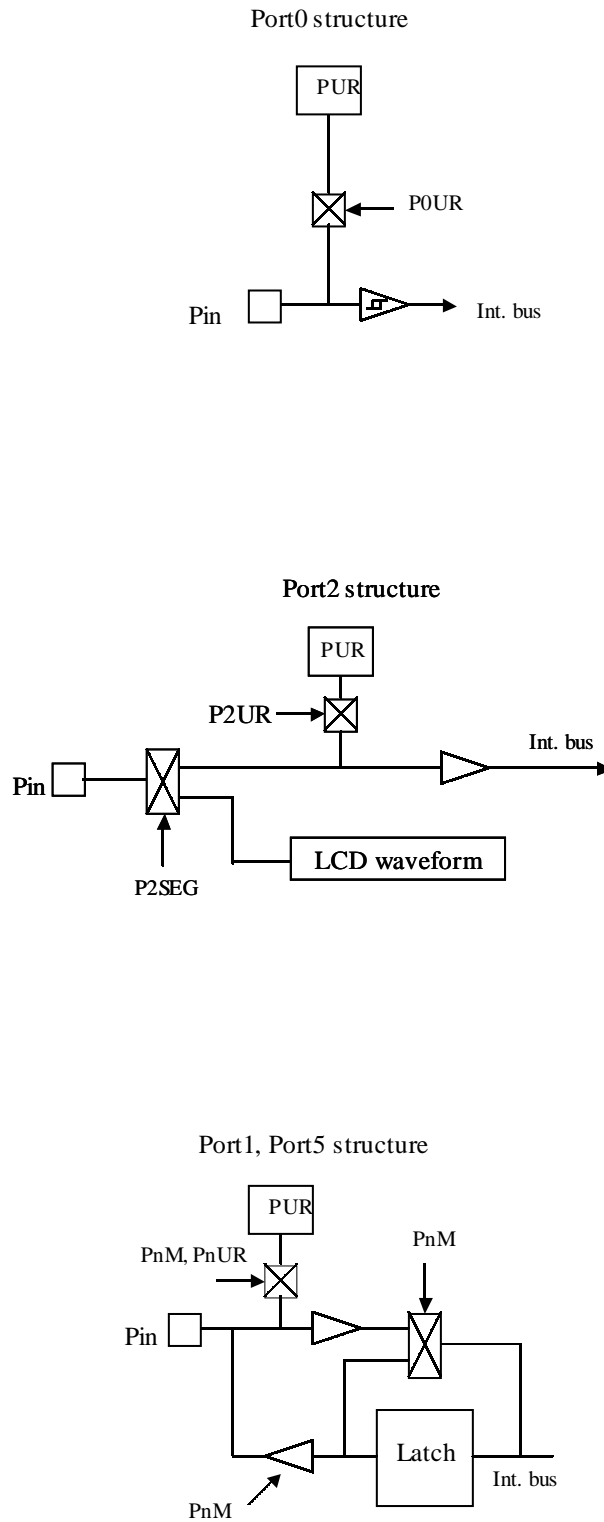 Port0 structure
PUR
P0UR
Pin
Int. bus
Port2 structure
PUR
P2UR
Int. bus
Pin
LCD waveform
P2SEG
Port1, Port5 structure
PUR
PnM
PnM, PnUR
Pin
Latch
Int. bus
PnM